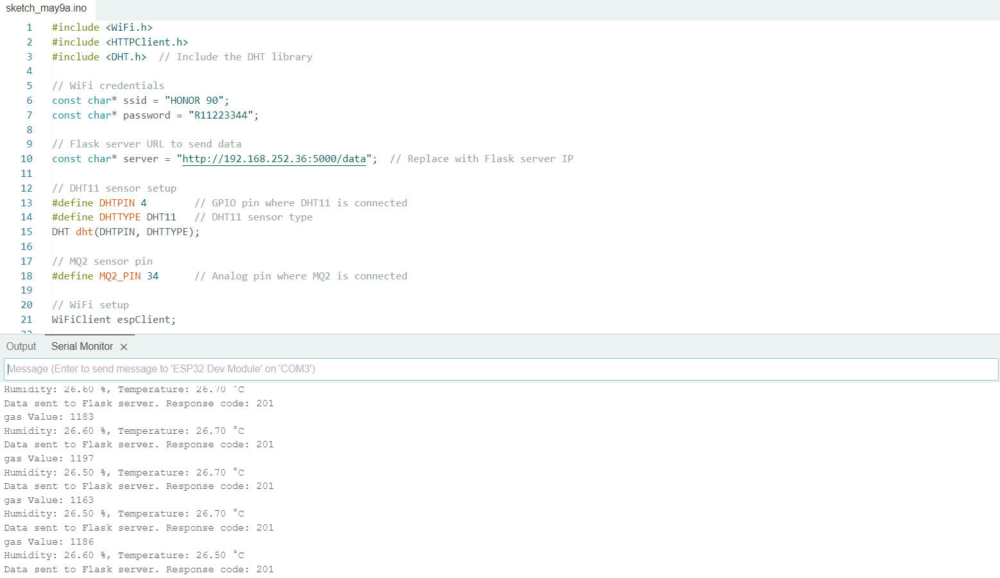 sketch_may9a.ino
1 #include <WiFi.h>
2 #include <HTTPClient.h>
3 #include <DHT.h>  // Include the DHT library
4
5 // WiFi credentials
6 const char* ssid = "HONOR 90";
7 const char* password = "R11223344";
8
9 // Flask server URL to send data
10 const char* server = "http://192.168.252.36:5000/data";  // Replace with Flask server IP
11
12 // DHT11 sensor setup
13 #define DHTPIN 4        // GPIO pin where DHT11 is connected
14 #define DHTTYPE DHT11   // DHT11 sensor type
15 DHT dht(DHTPIN, DHTTYPE);
16
17 // MQ2 sensor pin
18 #define MQ2_PIN 34      // Analog pin where MQ2 is connected
19
20 // WiFi setup
21 WiFiClient espClient;
22
Output Serial Monitor
Message (Enter to send message to 'ESP32 Dev Module' on 'COM3')
Humidity: 26.60 %, Temperature: 26.70 °C
Data sent to Flask server. Response code: 201
gas Value: 1183
Humidity: 26.60 %, Temperature: 26.70 °C
Data sent to Flask server. Response code: 201
gas Value: 1197
Humidity: 26.50 %, Temperature: 26.70 °C
Data sent to Flask server. Response code: 201
gas Value: 1163
Humidity: 26.50 %, Temperature: 26.70 °C
Data sent to Flask server. Response code: 201
gas Value: 1186
Humidity: 26.60 %, Temperature: 26.50 °C
Data sent to Flask server. Response code: 201